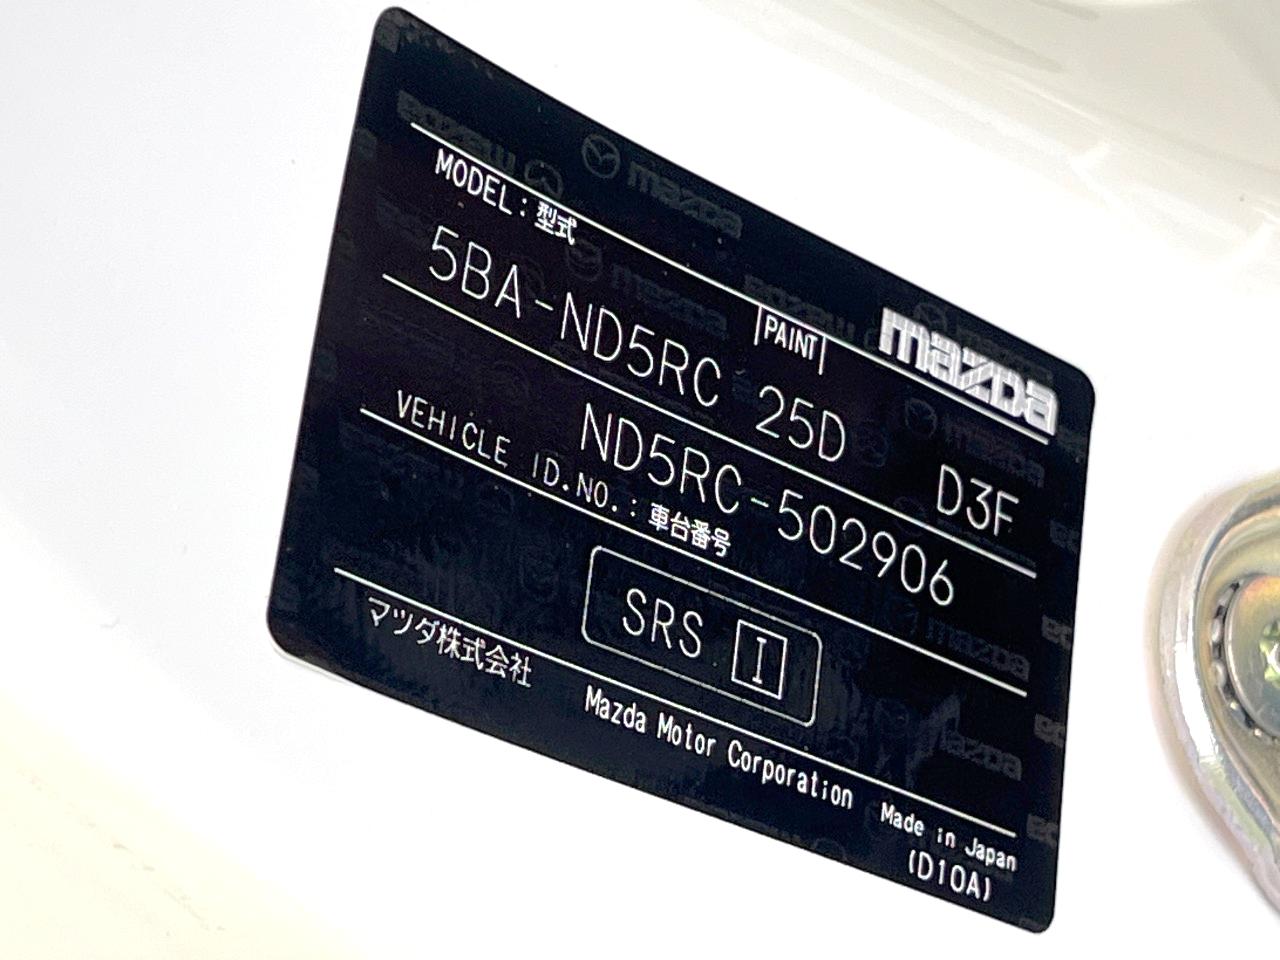 mazda
MODEL：型式
PAINT
5BA-ND5RC 25D D3F
ND5RC-502906
VEHICLE ID.NO.：車台番号
SRS I
マツダ株式会社 Mazda Motor Corporation Made in Japan
(D10A)